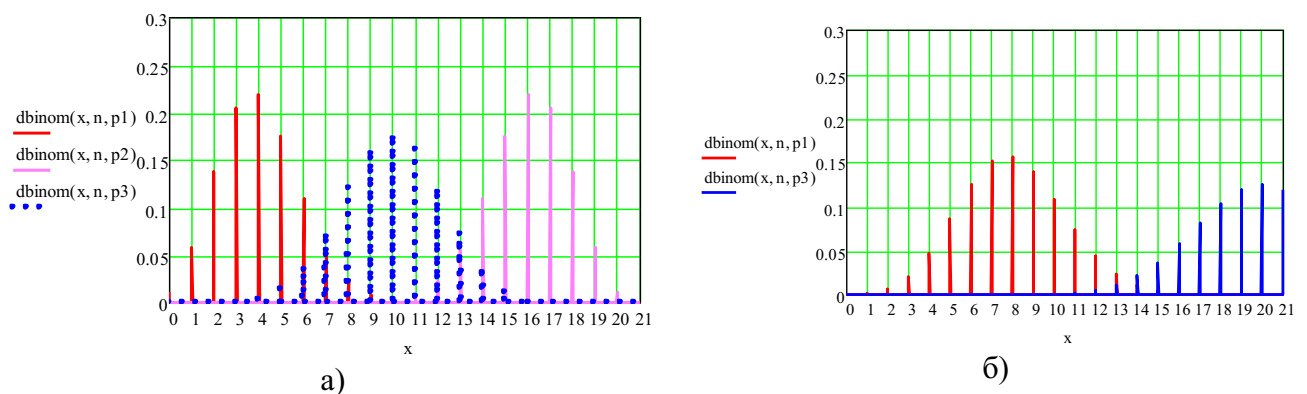 0.3
0.25
0.2
0.15
0.1
0.05
0
dbinom(x, n, p1)
dbinom(x, n, p2)
dbinom(x, n, p3)
0 1 2 3 4 5 6 7 8 9 10 11 12 13 14 15 16 17 18 19 20 21
x
а)
0.3
0.25
0.2
0.15
0.1
0.05
0
dbinom(x, n, p1)
dbinom(x, n, p3)
0 1 2 3 4 5 6 7 8 9 10 11 12 13 14 15 16 17 18 19 20 21
x
б)